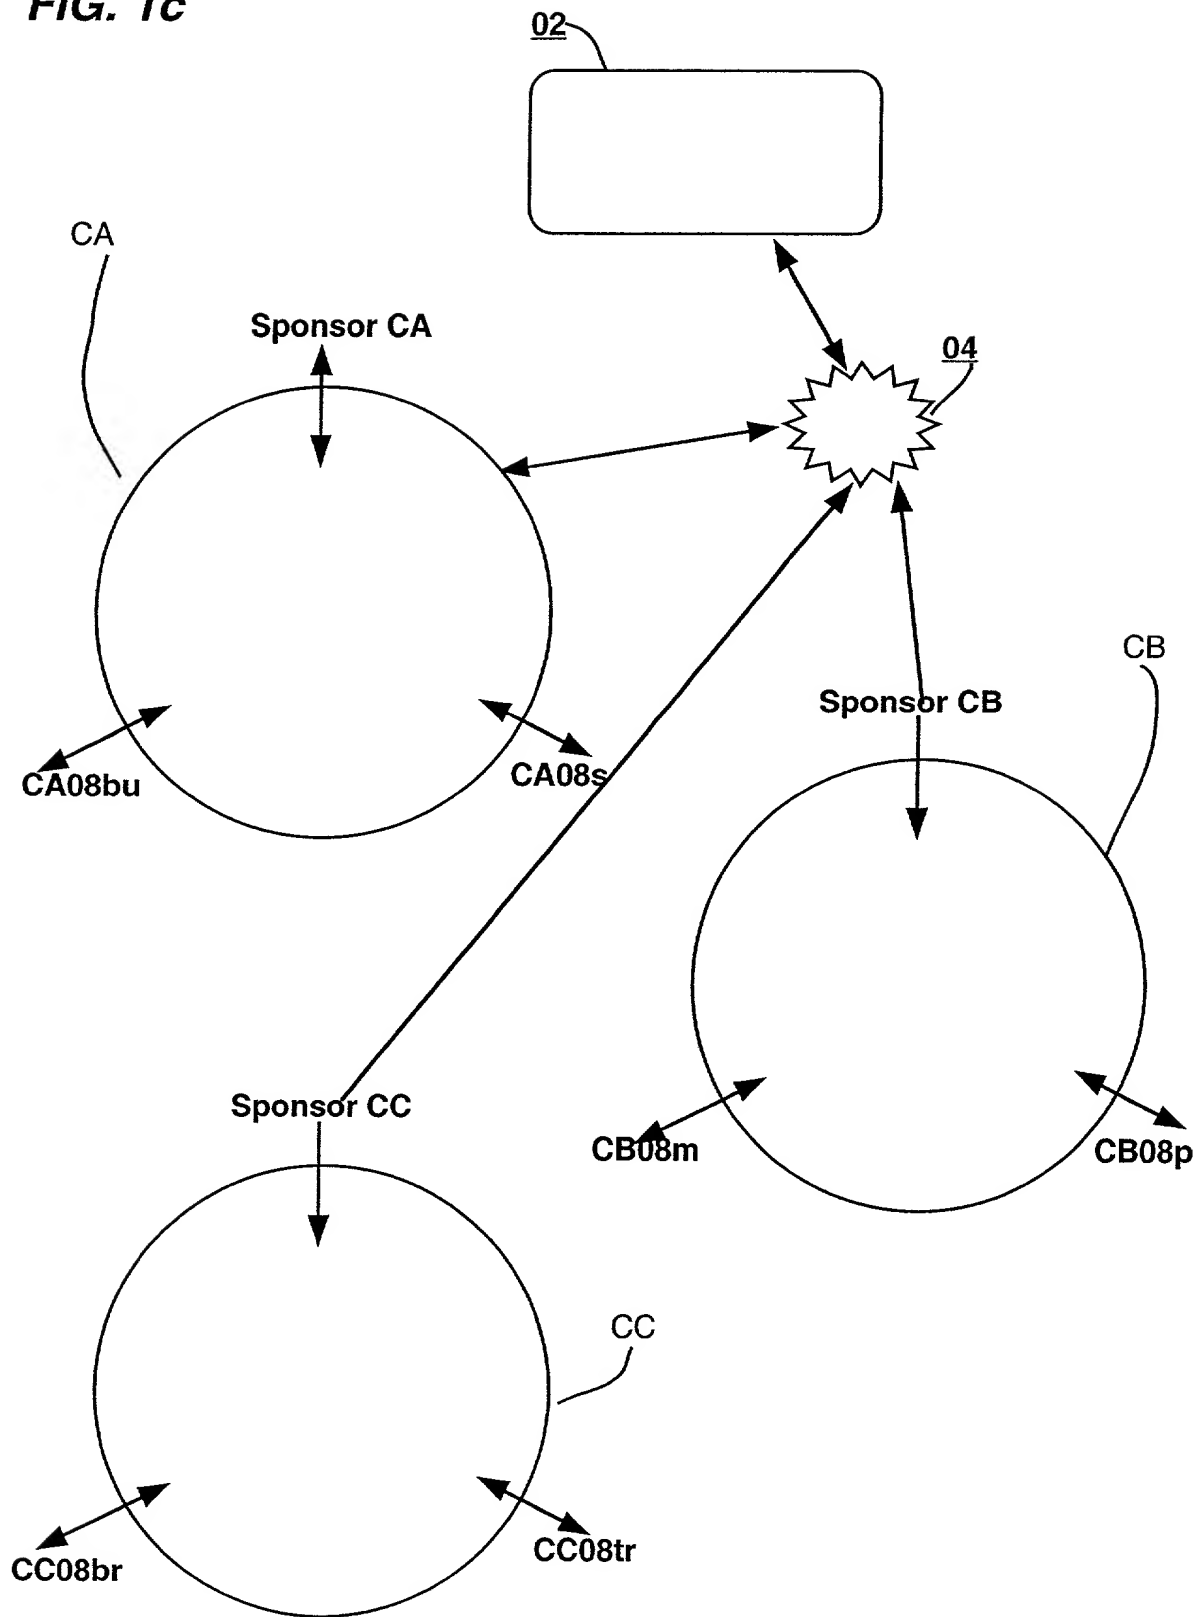 FIG. 1c
02
CA
Sponsor CA
04
CB
Sponsor CB
CA08bu
CA08s
Sponsor CC
CB08m
CB08p
CC
CC08tr
CC08br